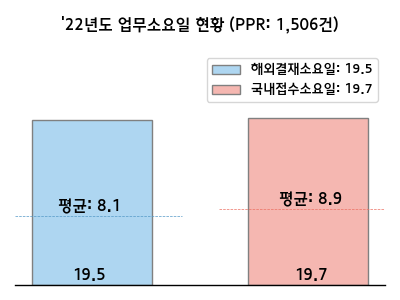 '22년도 업무소요일 현황 (PPR: 1,506건)
해외결재소요일: 19.5
국내접수소요일: 19.7
평균: 8.1
평균: 8.9
19.5
19.7